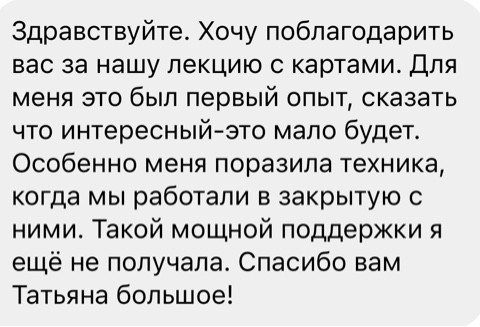 Здравствуйте. Хочу поблагодарить
вас за нашу лекцию с картами. Для
меня это был первый опыт, сказать
что интересный-это мало будет.
Особенно меня поразила техника,
когда мы работали в закрытую с
ними. Такой мощной поддержки я
ещё не получала. Спасибо вам
Татьяна большое!